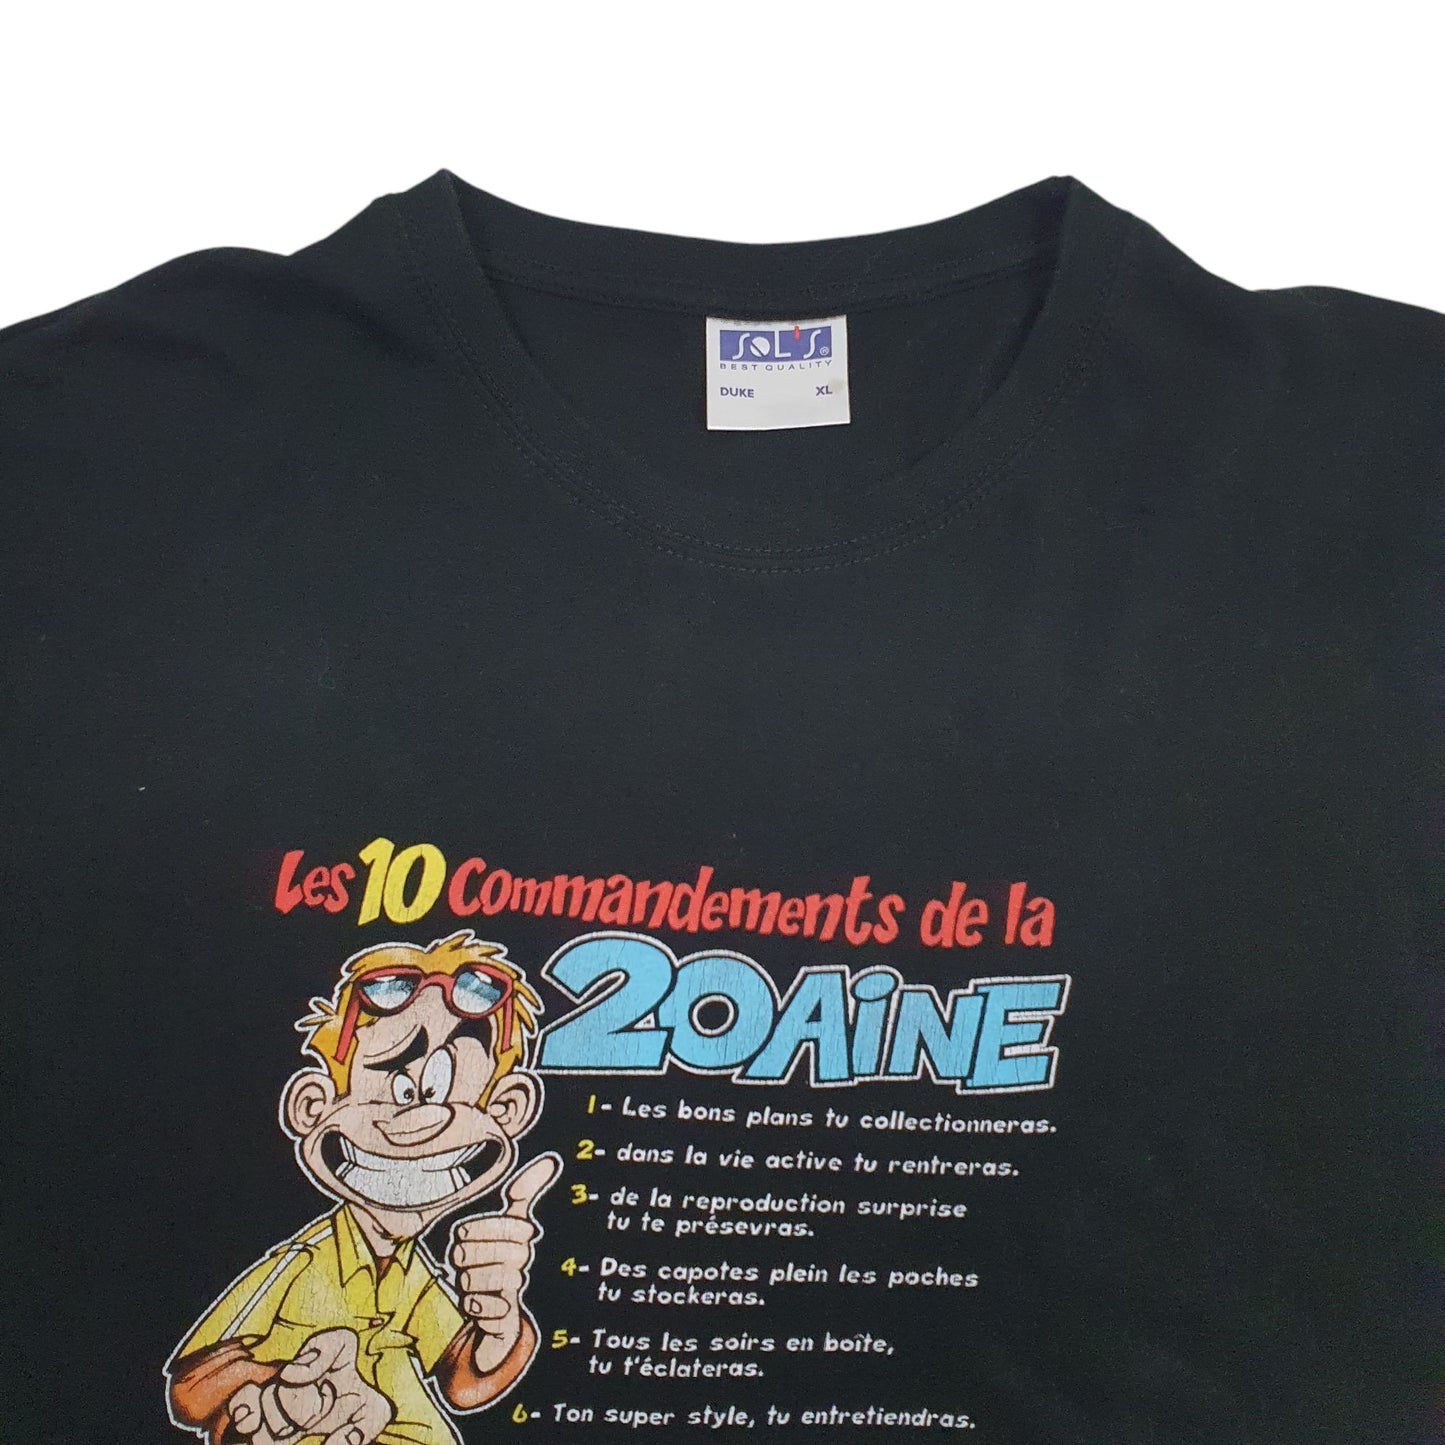 SOL'S®
BEST QUALITY
DUKE XL
Les 10 Commandements de la
20AiNE
1- Les bons plans tu collectionneras.
2- dans la vie active tu rentreras.
3- de la reproduction surprise
tu te présevras.
4- Des capotes plein les poches
tu stockeras.
5- Tous les soirs en boîte,
tu t'éclateras.
6- Ton super style, tu entretiendras.